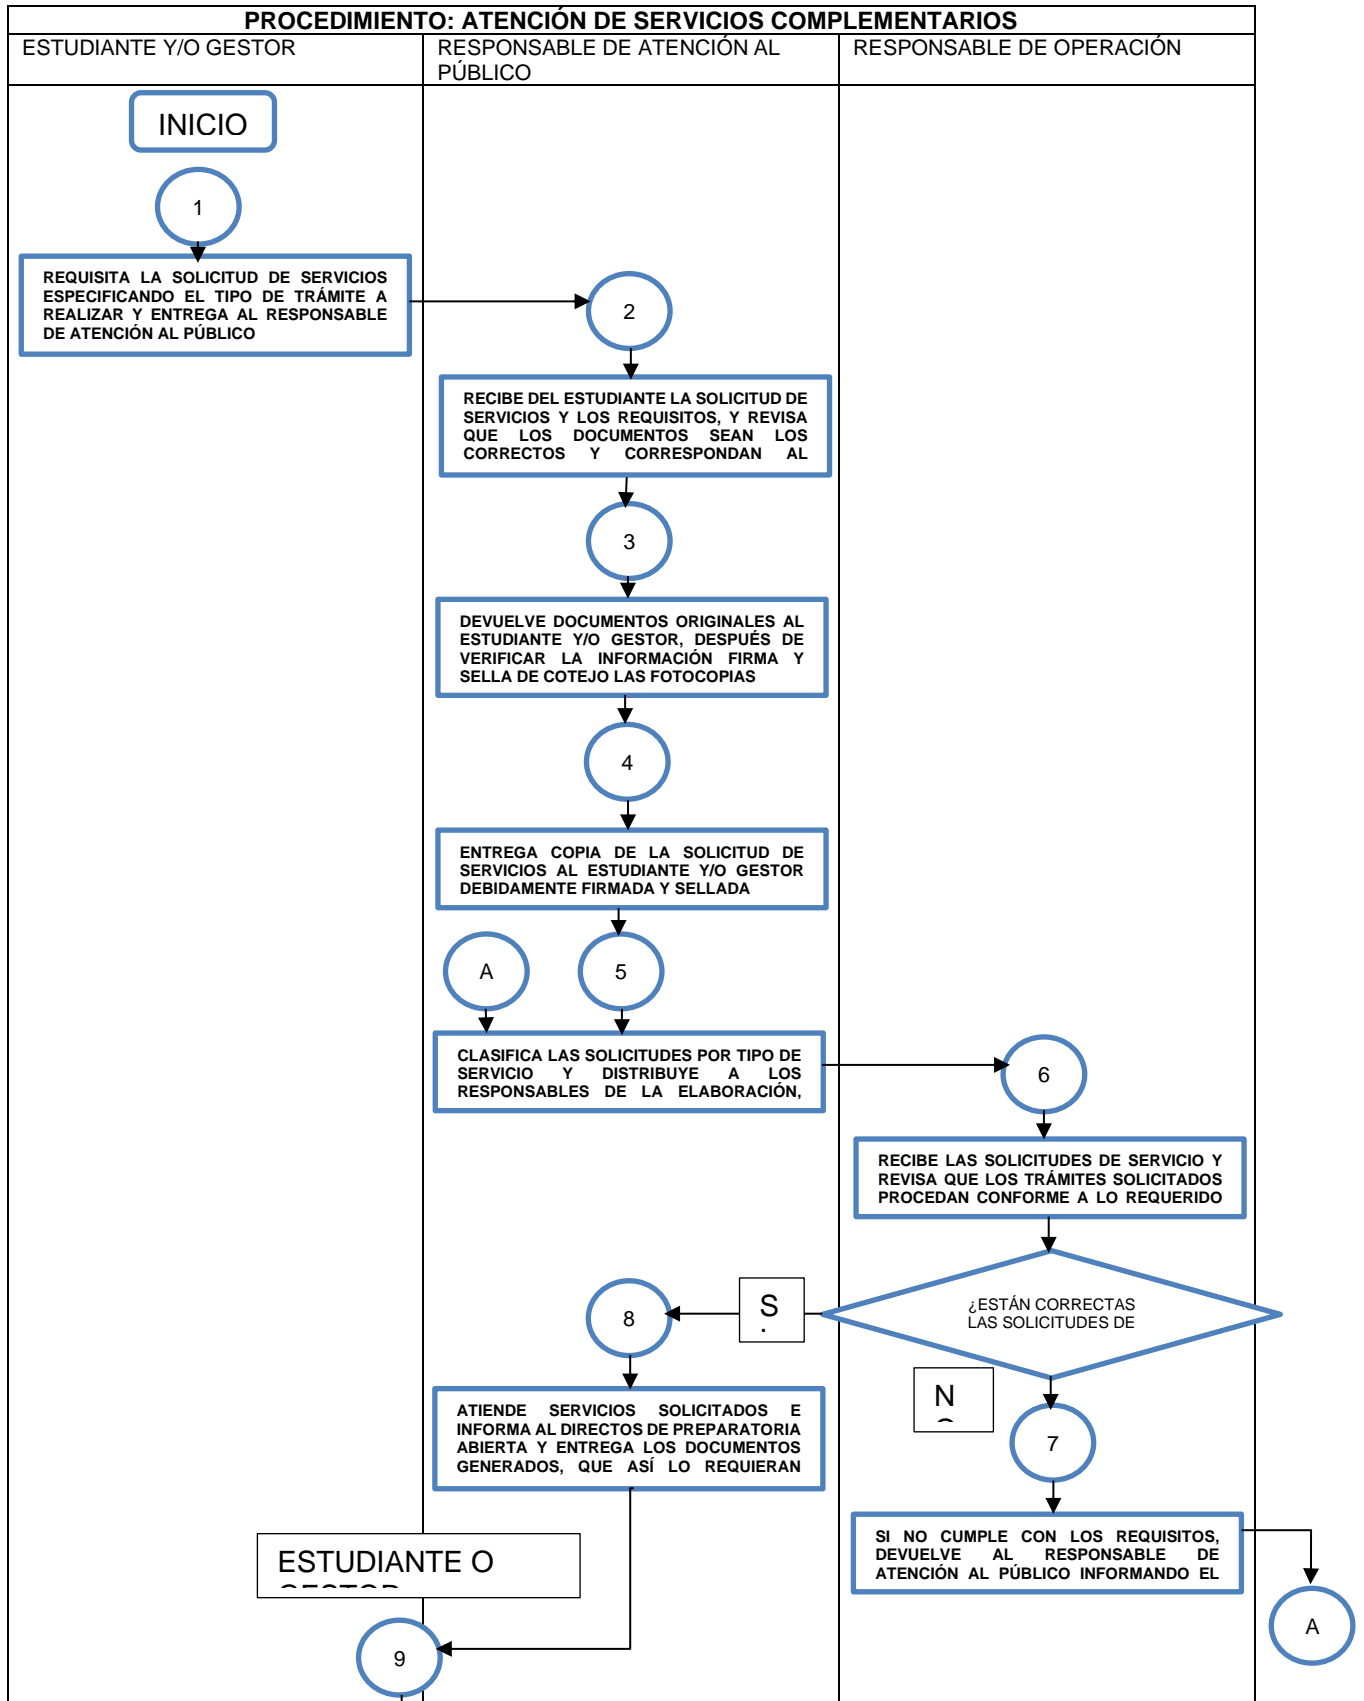 PROCEDIMIENTO: ATENCIÓN DE SERVICIOS COMPLEMENTARIOS
ESTUDIANTE Y/O GESTOR
RESPONSABLE DE ATENCIÓN AL
PÚBLICO
RESPONSABLE DE OPERACIÓN
INICIO
1
REQUISITA LA SOLICITUD DE SERVICIOS
ESPECIFICANDO EL TIPO DE TRÁMITE A
REALIZAR Y ENTREGA AL RESPONSABLE
DE ATENCIÓN AL PÚBLICO
2
RECIBE DEL ESTUDIANTE LA SOLICITUD DE
SERVICIOS Y LOS REQUISITOS, Y REVISA
QUE LOS DOCUMENTOS SEAN LOS
CORRECTOS Y CORRESPONDAN AL
3
DEVUELVE DOCUMENTOS ORIGINALES AL
ESTUDIANTE Y/O GESTOR, DESPUÉS DE
VERIFICAR LA INFORMACIÓN FIRMA Y
SELLA DE COTEJO LAS FOTOCOPIAS
4
ENTREGA COPIA DE LA SOLICITUD DE
SERVICIOS AL ESTUDIANTE Y/O GESTOR
DEBIDAMENTE FIRMADA Y SELLADA
A
5
CLASIFICA LAS SOLICITUDES POR TIPO DE
SERVICIO Y DISTRIBUYE A LOS
RESPONSABLES DE LA ELABORACIÓN,
6
RECIBE LAS SOLICITUDES DE SERVICIO Y
REVISA QUE LOS TRÁMITES SOLICITADOS
PROCEDAN CONFORME A LO REQUERIDO
¿ESTÁN CORRECTAS
LAS SOLICITUDES DE
S
8
N
7
ATIENDE SERVICIOS SOLICITADOS E
INFORMA AL DIRECTOS DE PREPARATORIA
ABIERTA Y ENTREGA LOS DOCUMENTOS
GENERADOS, QUE ASÍ LO REQUIERAN
SI NO CUMPLE CON LOS REQUISITOS,
DEVUELVE AL RESPONSABLE DE
ATENCIÓN AL PÚBLICO INFORMANDO EL
A
ESTUDIANTE O
9